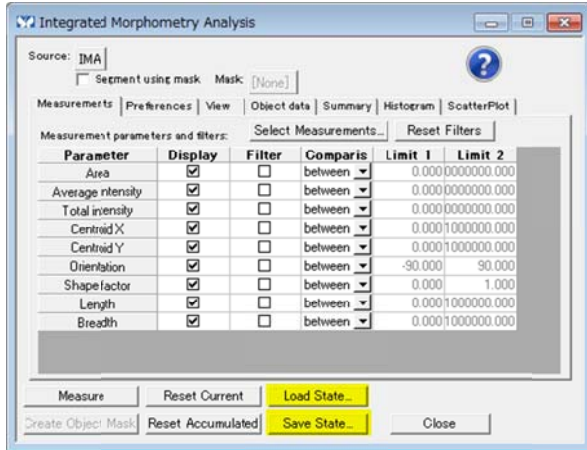 Integrated Morphometry Analysis
Source: IMA
Segment using mask Mask: [None]
Measurements Preferences View Object data Summary Histogram ScatterPlot
Measurement parameters and filters: Select Measurements... Reset Filters
Parameter Display Filter Comparis Limit 1 Limit 2
Area between 0.000 0000000.000
Average ntensity between 0.000 0000000.000
Total intensity between 0.000 0000000.000
Centroid X between 0.000 1000000.000
Centroid Y between 0.000 1000000.000
Orientation between -90.000 90.000
Shape factor between 0.000 1.000
Length between 0.000 1000000.000
Breadth between 0.000 1000000.000
Measure Reset Current Load State...
Create Object Mask Reset Accumulated Save State... Close